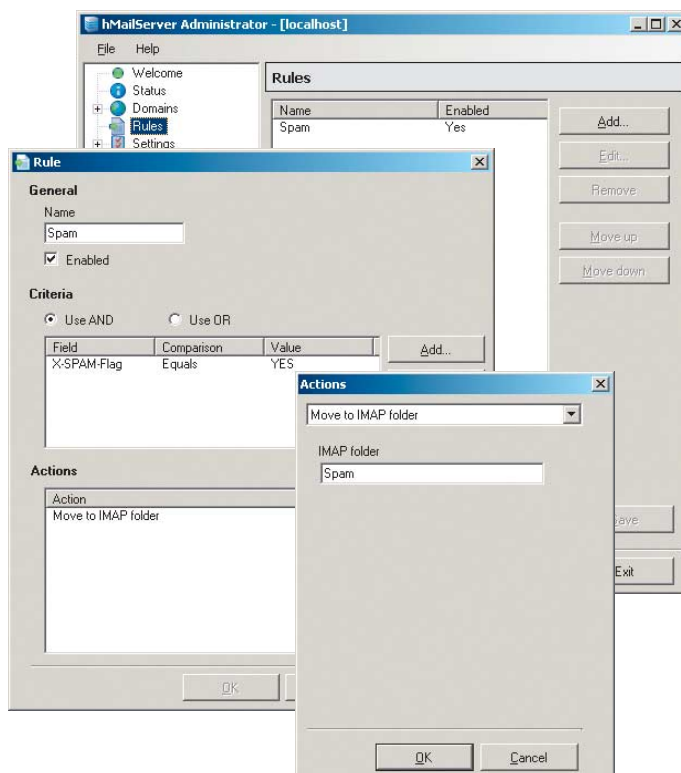 hMailServer Administrator - [localhost]
File Help
Welcome
Status
Domains
Rules
Settings
Rules
Name Enabled
Spam Yes
Add...
Edit...
Remove
Move up
Move down
Exit
Rule
General
Name
Spam
Enabled
Criteria
Use AND Use OR
Field Comparison Value
X-SPAM-Flag Equals YES
Add...
Actions
Action
Move to IMAP folder
OK
Actions
Move to IMAP folder
IMAP folder
Spam
OK Cancel